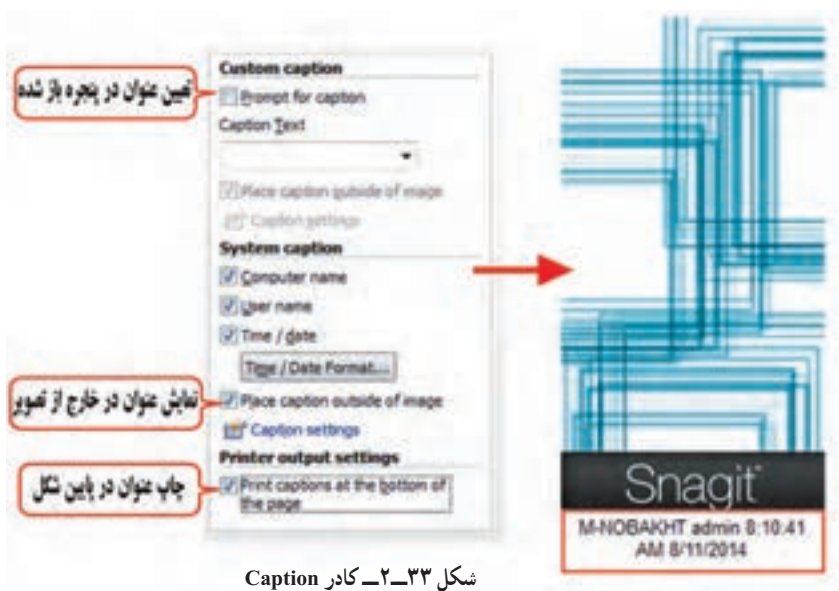 Custom caption
تعیین عنوان در پنجره باز شده
Prompt for caption
Caption Text
Place caption outside of image
Caption settings
System caption
Computer name
User name
Time / date
Time / Date Format...
نمایش عنوان در خارج از تصویر
Place caption outside of image
Caption settings
Printer output settings
چاپ عنوان در پایین شکل
Print captions at the bottom of
the page
Snagit
M-NOBAKHT admin 8:10:41
AM 8/11/2014
شکل ۳۳ــ۲ــ کادر Caption